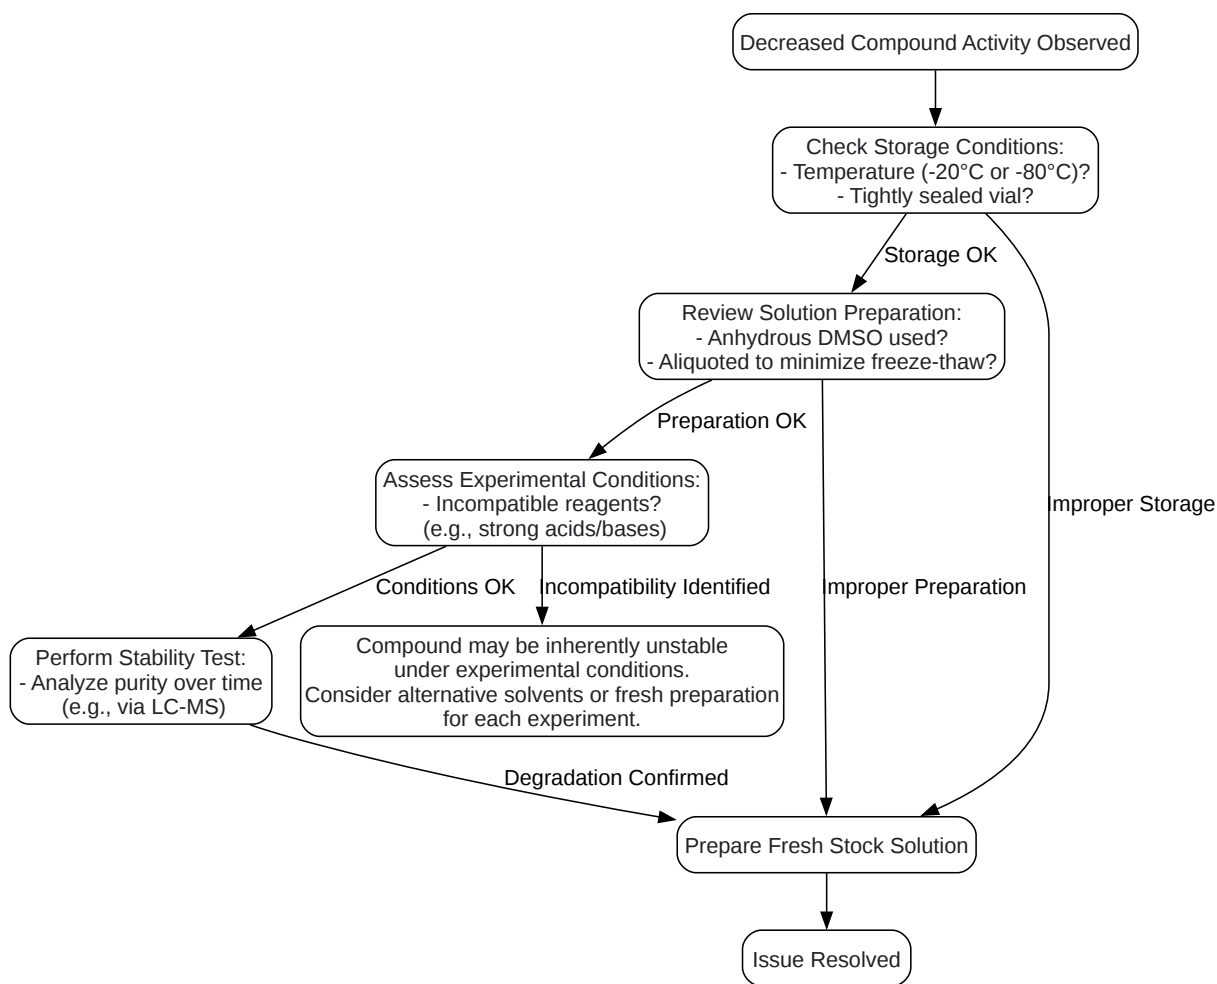 Decreased Compound Activity Observed
Check Storage Conditions:
- Temperature (-20°C or -80°C)?
- Tightly sealed vial?
Storage OK
Review Solution Preparation:
- Anhydrous DMSO used?
- Aliquoted to minimize freeze-thaw?
Preparation OK
Assess Experimental Conditions:
- Incompatible reagents?
(e.g., strong acids/bases)
Improper Storage
Conditions OK
Incompatibility Identified
Improper Preparation
Perform Stability Test:
- Analyze purity over time
(e.g., via LC-MS)
Compound may be inherently unstable
under experimental conditions.
Consider alternative solvents or fresh preparation
for each experiment.
Degradation Confirmed
Prepare Fresh Stock Solution
Issue Resolved